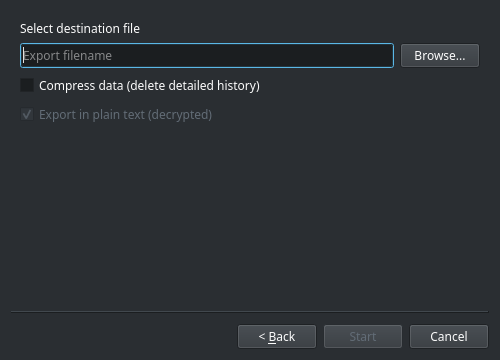 Select destination file
Export filename
Browse...
Compress data (delete detailed history)
Export in plain text (decrypted)
< Back
Start
Cancel